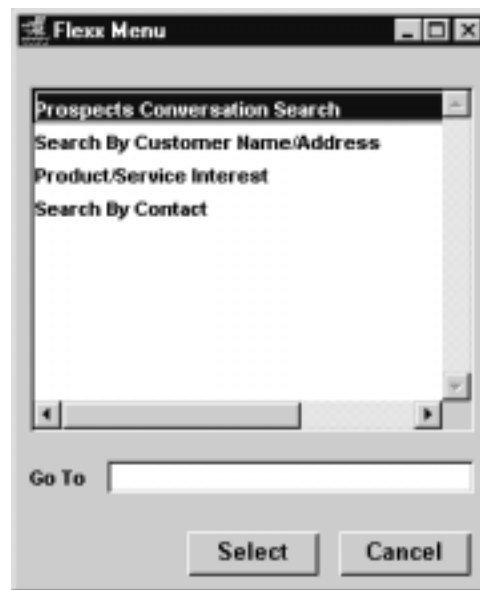 Flexx Menu
Prospects Conversation Search
Search By Customer Name/Address
Product/Service Interest
Search By Contact
Go To
Select Cancel